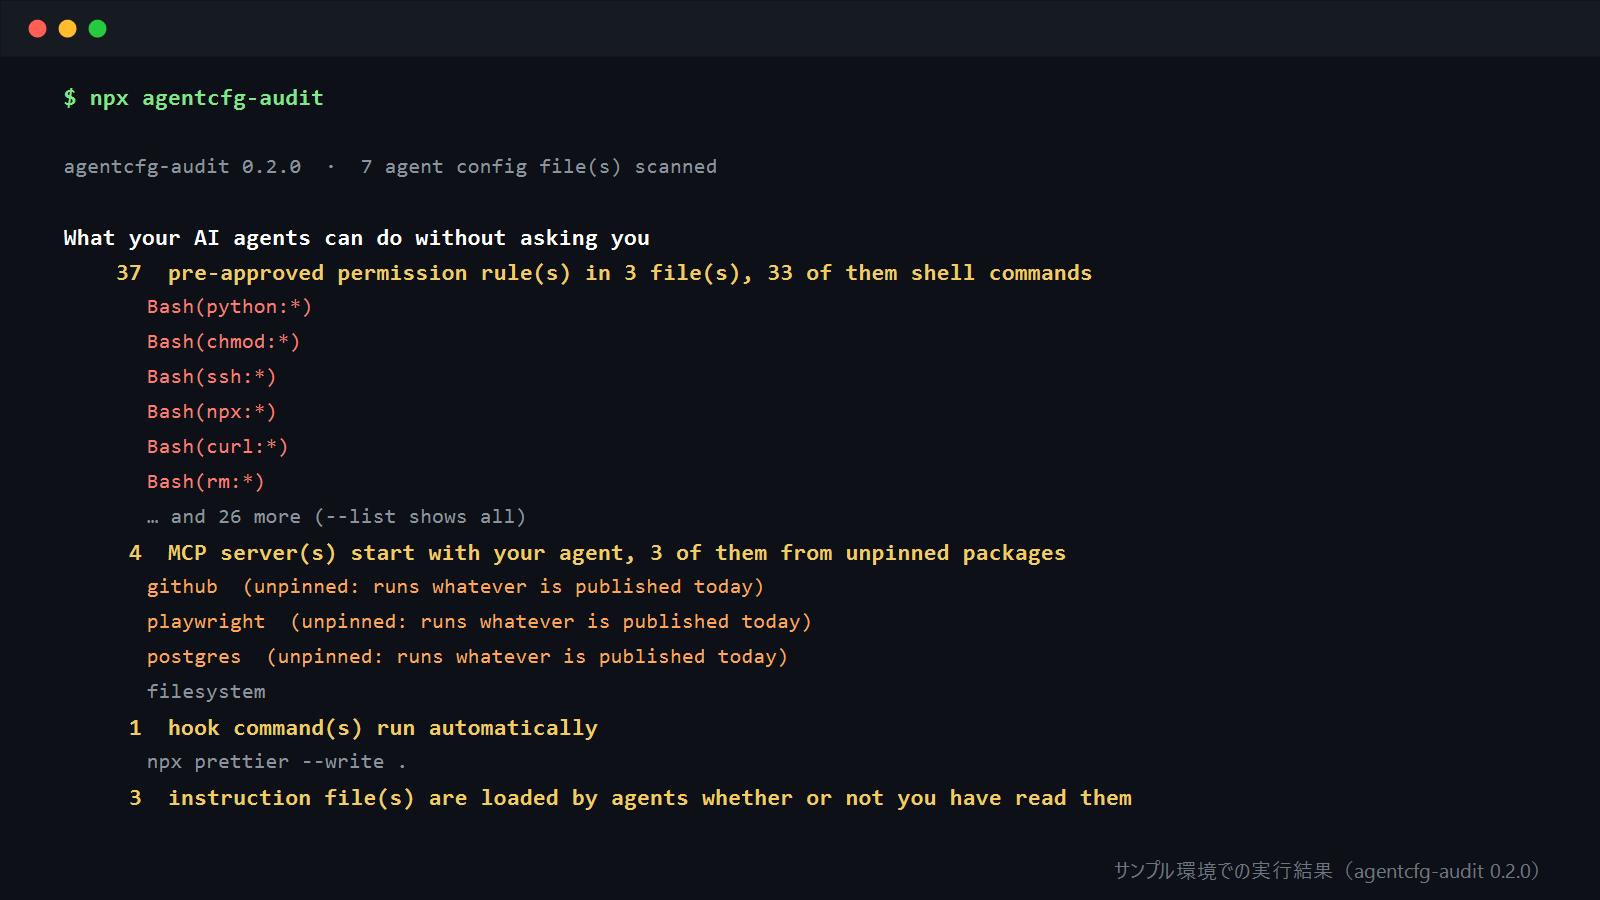 $ npx agentcfg-audit
agentcfg-audit 0.2.0 · 7 agent config file(s) scanned
What your AI agents can do without asking you
37 pre-approved permission rule(s) in 3 file(s), 33 of them shell commands
Bash(python:*)
Bash(chmod:*)
Bash(ssh:*)
Bash(npx:*)
Bash(curl:*)
Bash(rm:*)
… and 26 more (--list shows all)
4 MCP server(s) start with your agent, 3 of them from unpinned packages
github (unpinned: runs whatever is published today)
playwright (unpinned: runs whatever is published today)
postgres (unpinned: runs whatever is published today)
filesystem
1 hook command(s) run automatically
npx prettier --write .
3 instruction file(s) are loaded by agents whether or not you have read them
サンプル環境での実行結果（agentcfg-audit 0.2.0）